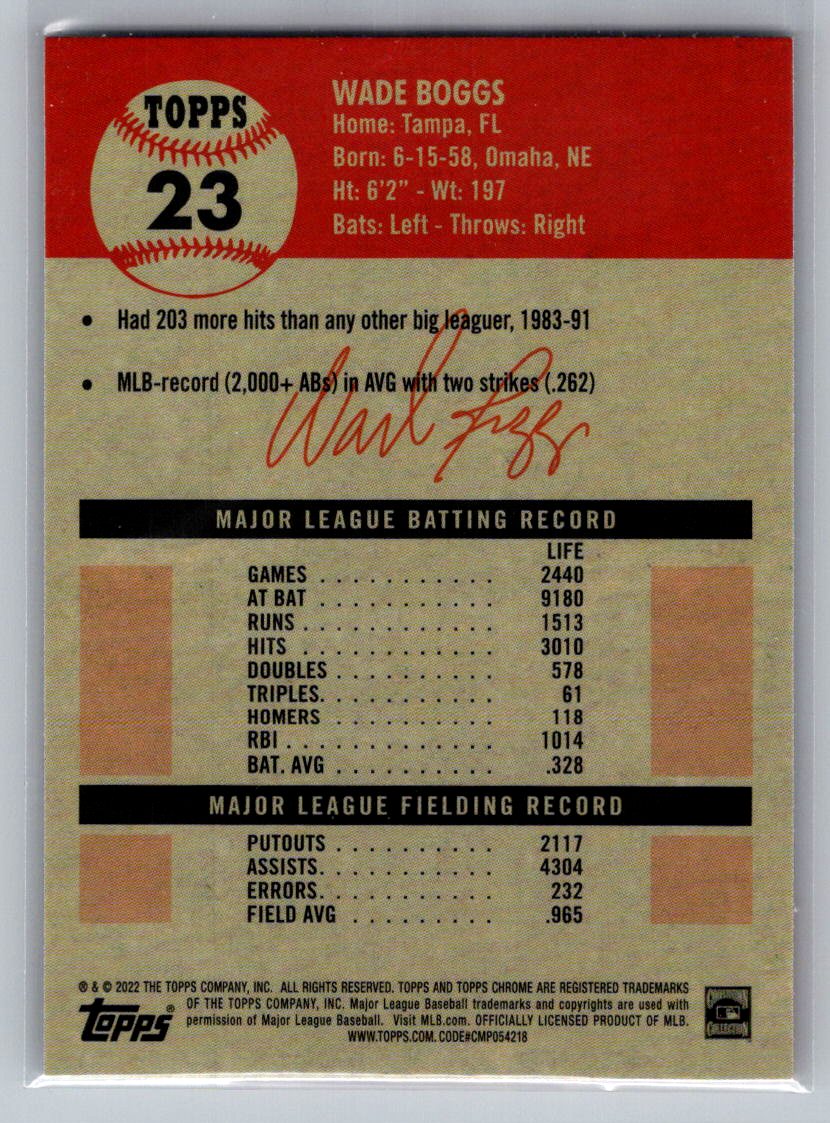 TOPPS
23
WADE BOGGS
Home: Tampa, FL
Born: 6-15-58, Omaha, NE
Ht: 6'2" - Wt: 197
Bats: Left - Throws: Right
• Had 203 more hits than any other big leaguer, 1983-91
• MLB-record (2,000+ ABs) in AVG with two strikes (.262)
Wade Boggs
MAJOR LEAGUE BATTING RECORD
LIFE
GAMES . . . . . . . . . . . 2440
AT BAT . . . . . . . . . . . 9180
RUNS . . . . . . . . . . . . 1513
HITS . . . . . . . . . . . . 3010
DOUBLES . . . . . . . . . . 578
TRIPLES. . . . . . . . . . . 61
HOMERS . . . . . . . . . . 118
RBI . . . . . . . . . . . . . 1014
BAT. AVG . . . . . . . . . . .328
MAJOR LEAGUE FIELDING RECORD
PUTOUTS . . . . . . . . . . 2117
ASSISTS. . . . . . . . . . . 4304
ERRORS. . . . . . . . . . . 232
FIELD AVG . . . . . . . . . .965
® & © 2022 THE TOPPS COMPANY, INC. ALL RIGHTS RESERVED. TOPPS AND TOPPS CHROME ARE REGISTERED TRADEMARKS
OF THE TOPPS COMPANY, INC. Major League Baseball trademarks and copyrights are used with
permission of Major League Baseball. Visit MLB.com. OFFICIALLY LICENSED PRODUCT OF MLB.
WWW.TOPPS.COM. CODE#CMP054218
topps®
COOPERSTOWN
COLLECTION